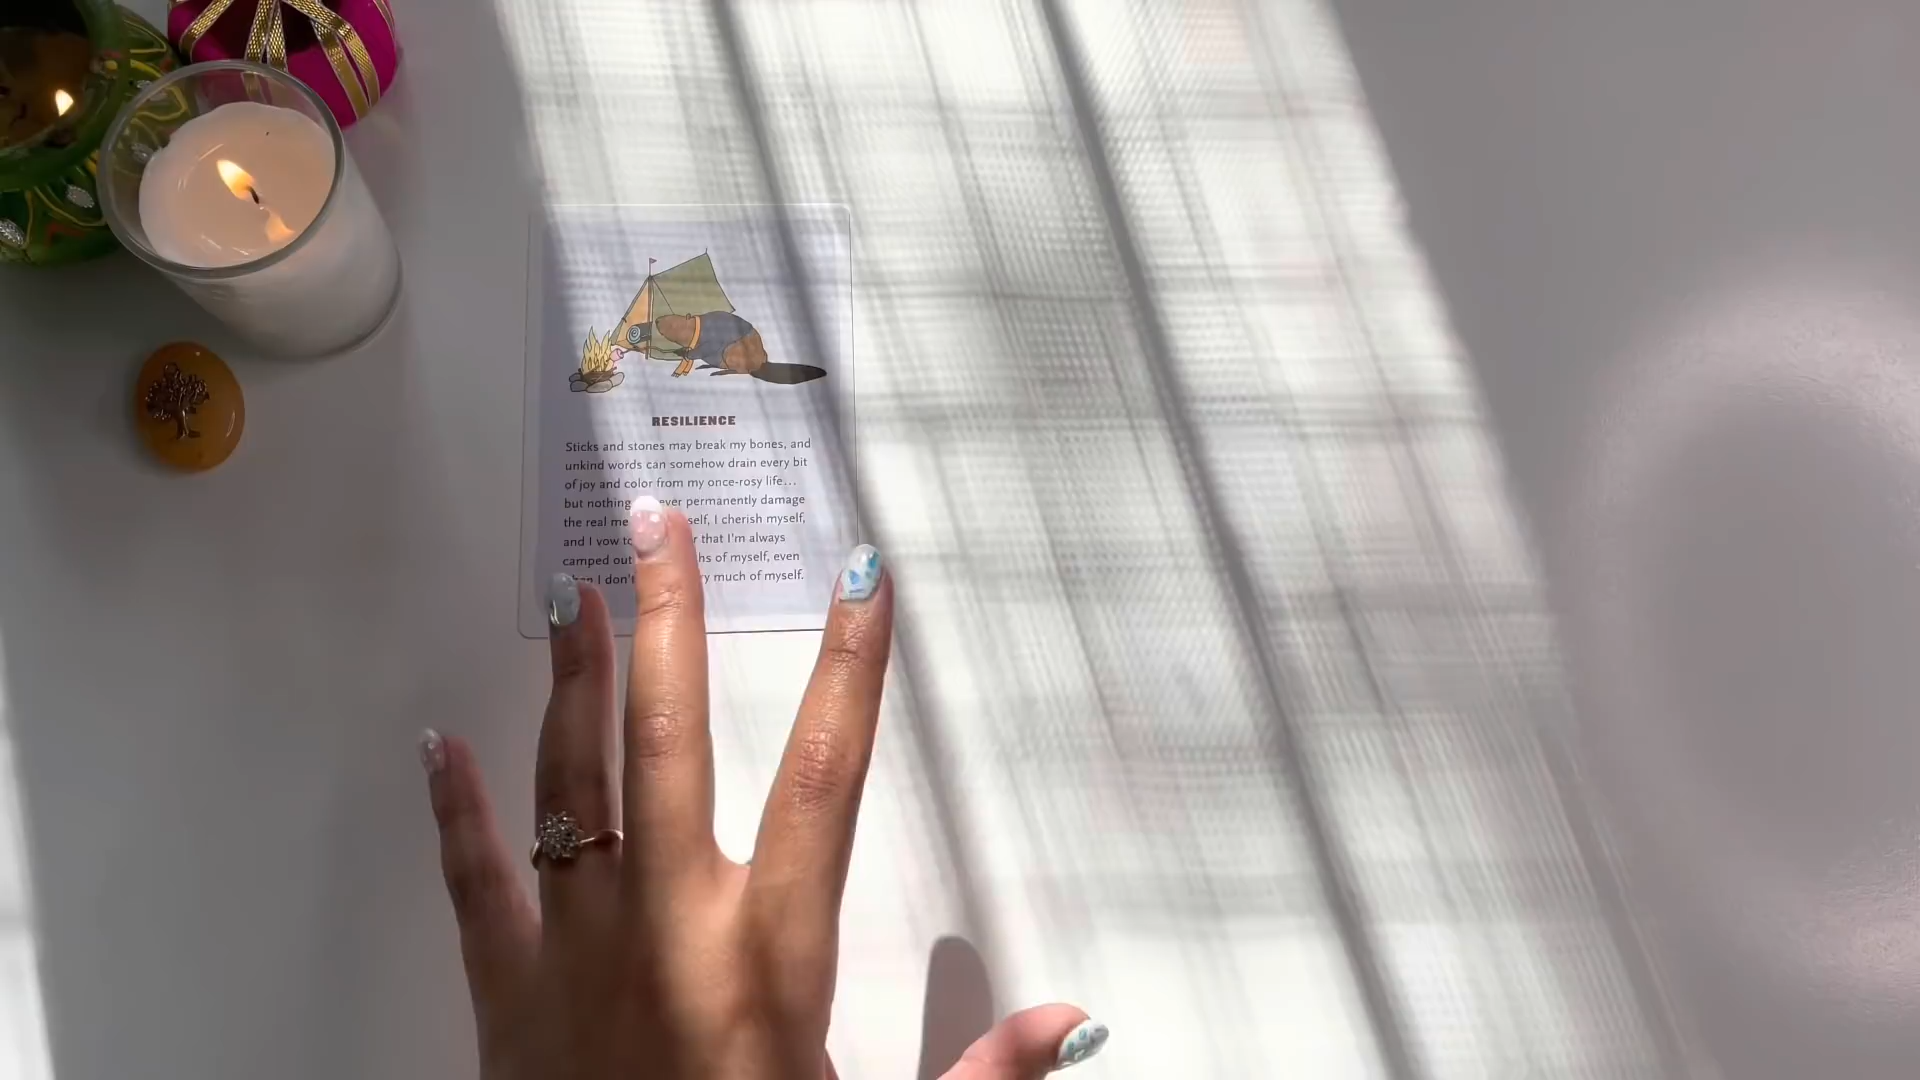 RESILIENCE
Sticks and stones may break my bones, and
unkind words can somehow drain every bit
of joy and color from my once-rosy life...
but nothing ever permanently damage
the real me self, I cherish myself,
and I vow that I'm always
camped out of myself, even
I don't much of myself.